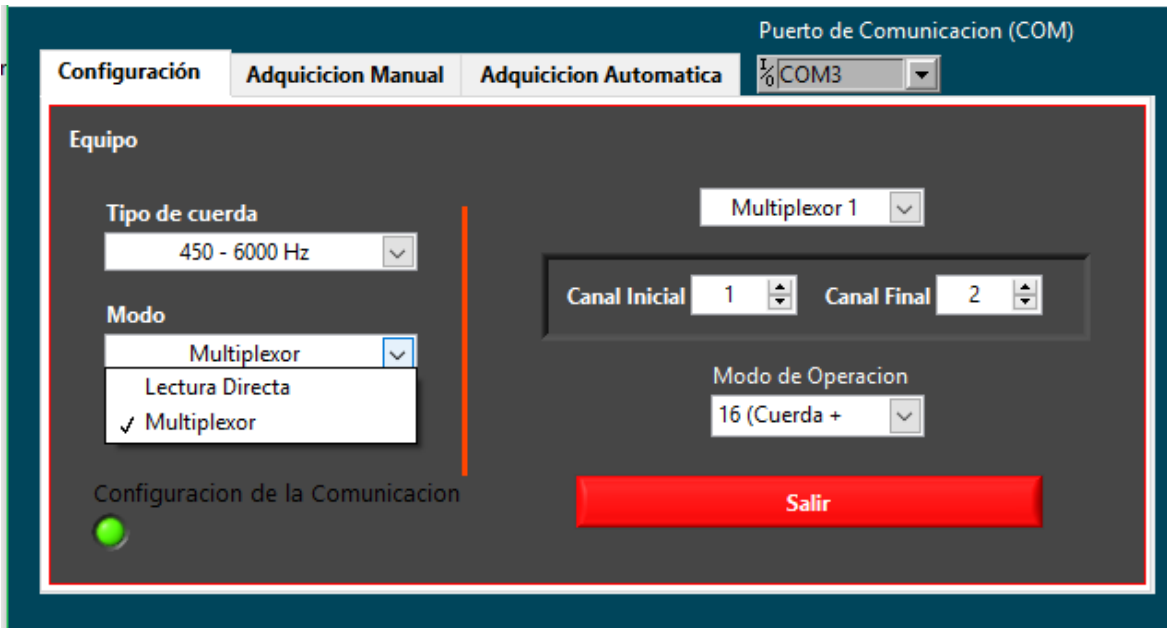 Puerto de Comunicacion (COM)
Configuración
Adquicicion Manual
Adquicicion Automatica
COM3
Equipo
Tipo de cuerda
450 - 6000 Hz
Modo
Multiplexor
Lectura Directa
✓ Multiplexor
Configuracion de la Comunicacion
Multiplexor 1
Canal Inicial 1 Canal Final 2
Modo de Operacion
16 (Cuerda +
Salir